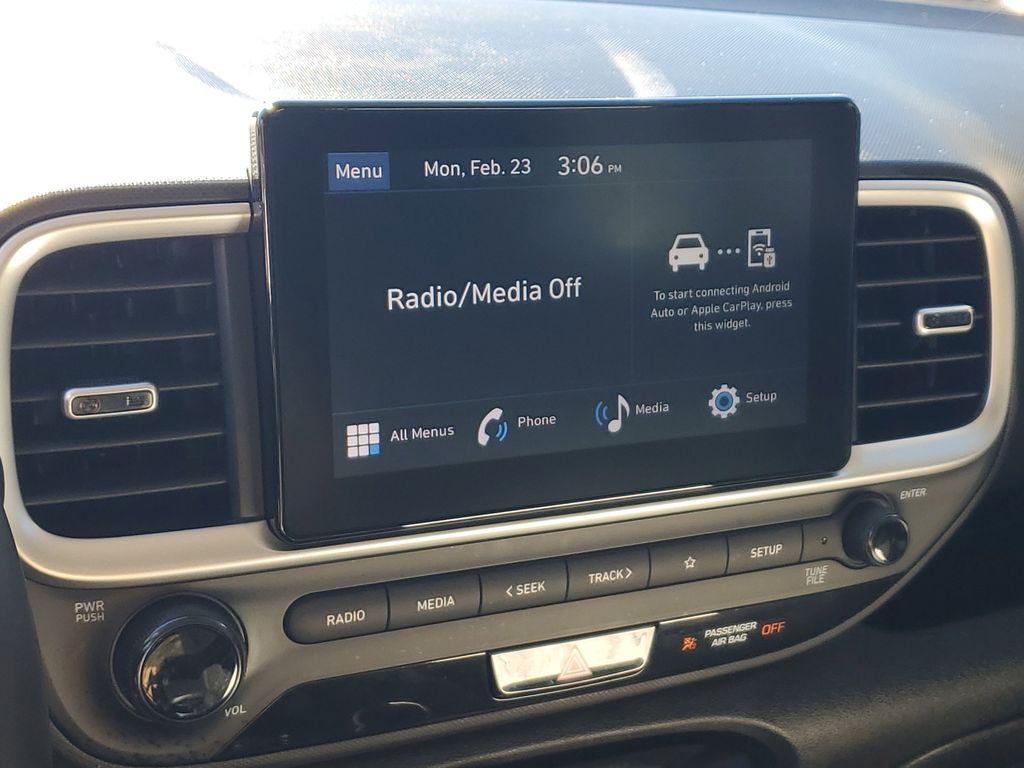 Menu
Mon, Feb. 23
3:06 PM
Radio/Media Off
To start connecting Android
Auto or Apple CarPlay, press
this widget.
All Menus
Phone
Media
Setup
ENTER
PWR
PUSH
RADIO
MEDIA
< SEEK
TRACK >
☆
SETUP
TUNE
FILE
VOL
PASSENGER
AIR BAG
OFF